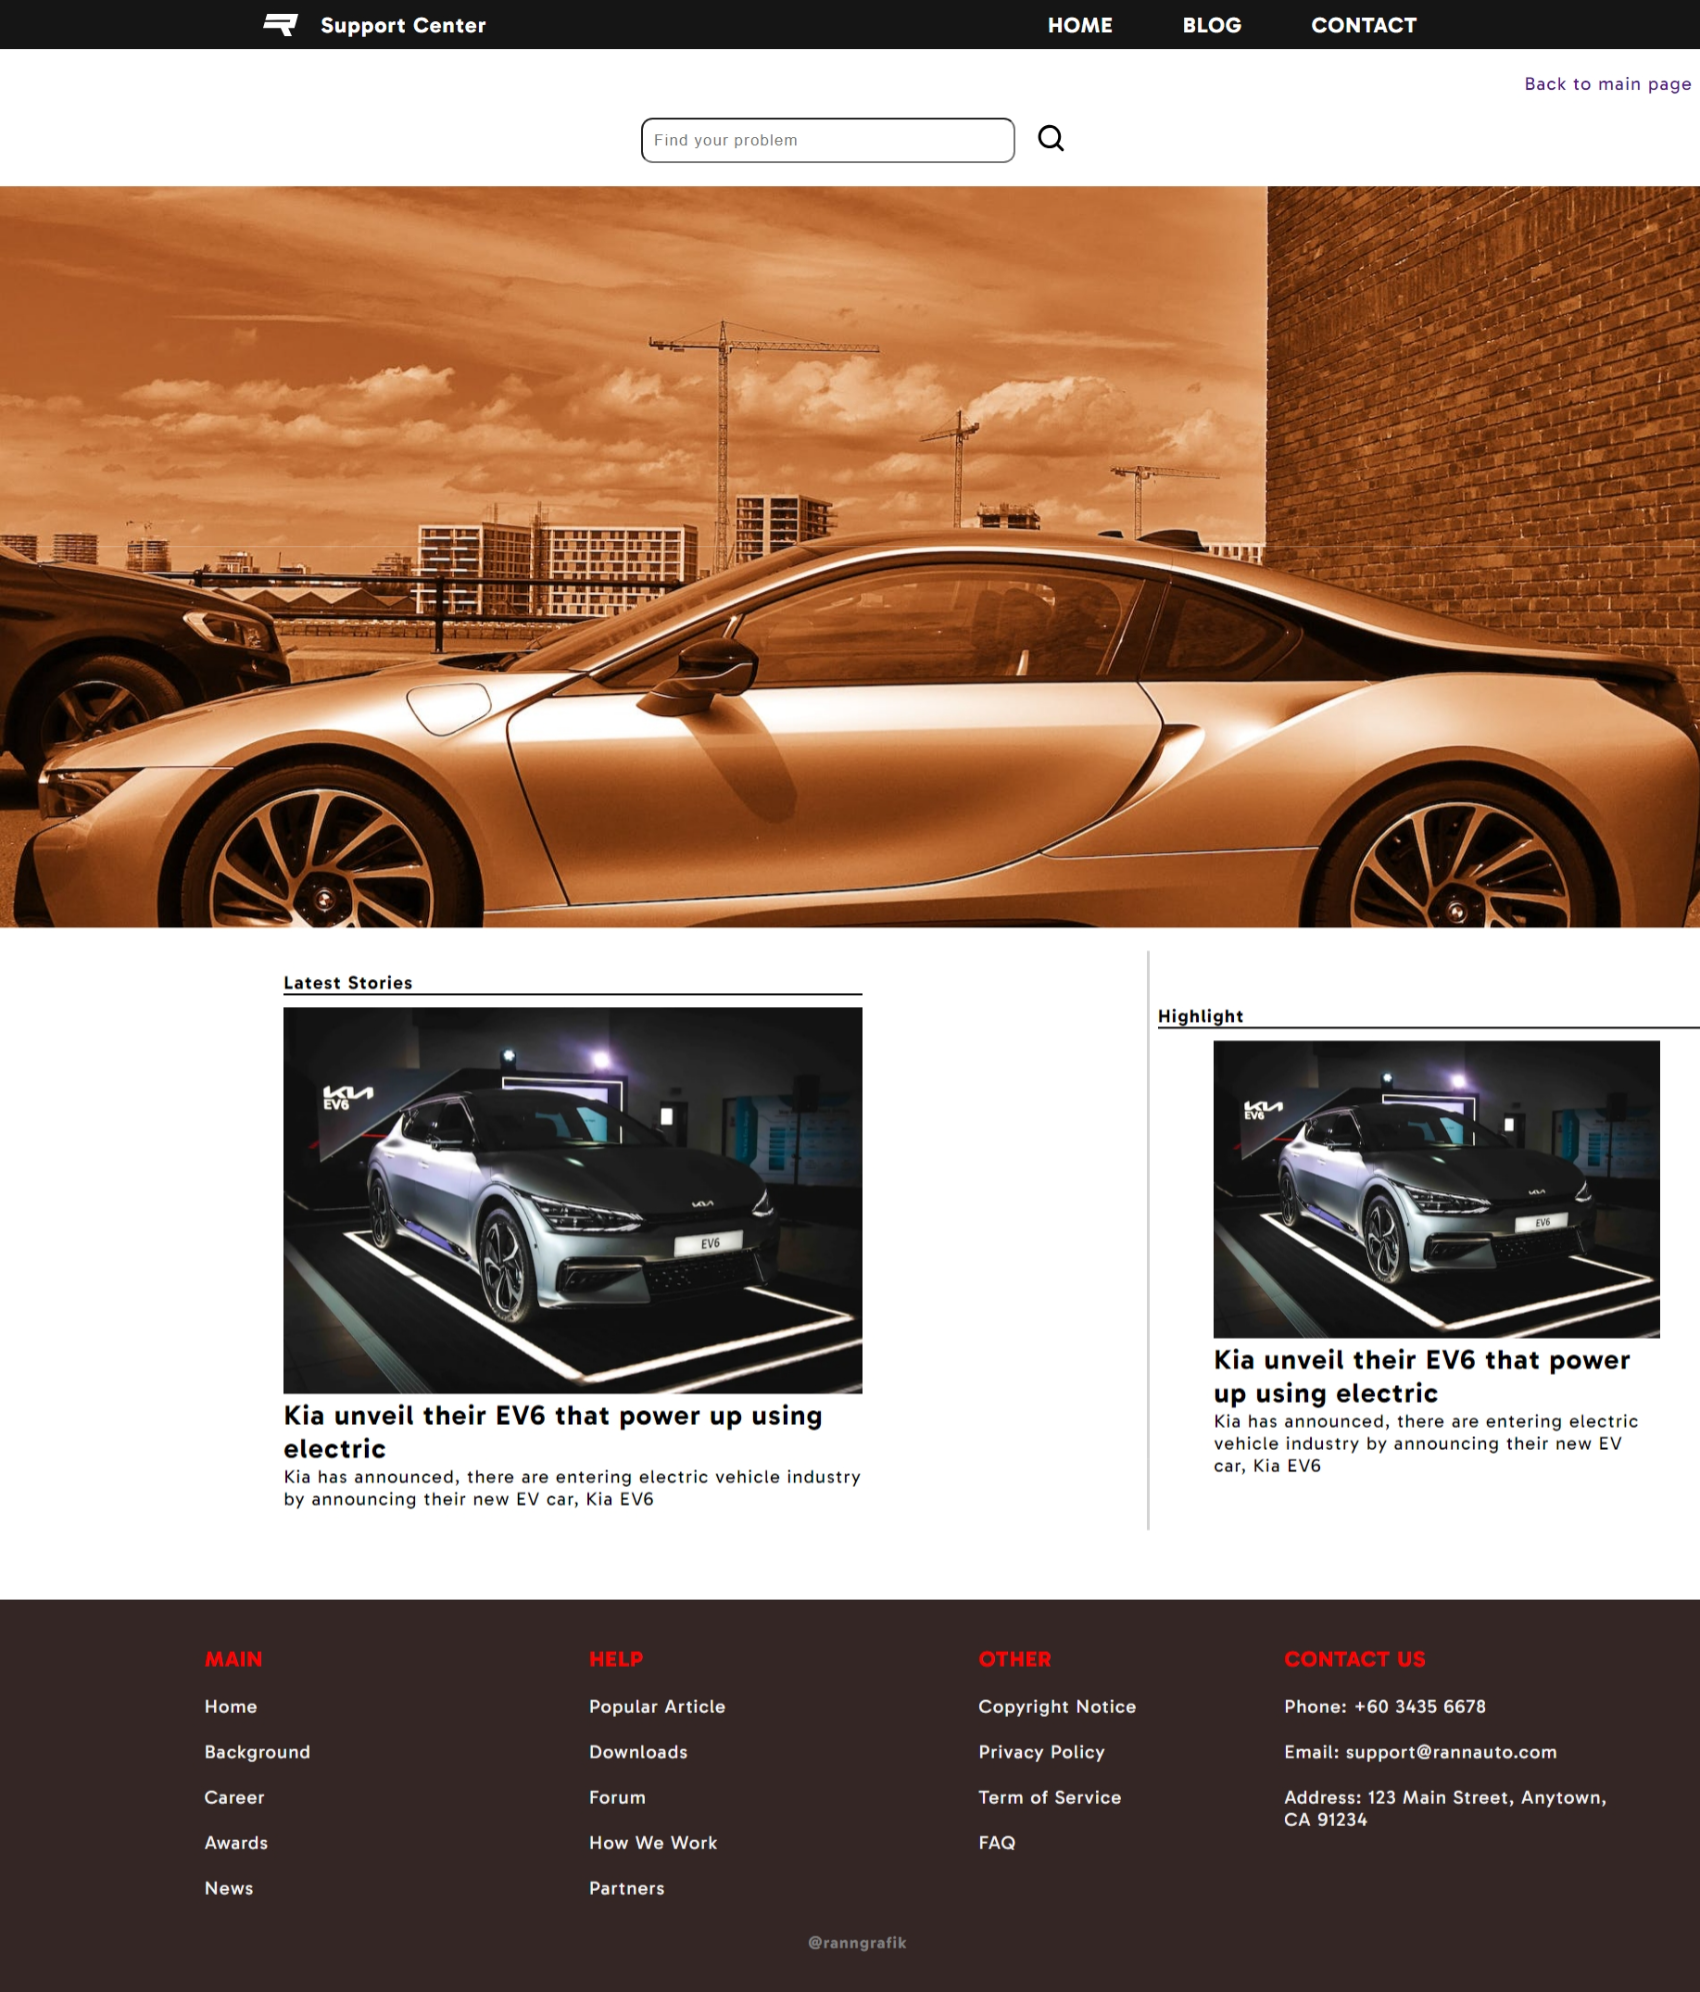 Support Center
HOME
BLOG
CONTACT
Back to main page
Find your problem
Latest Stories
KIA
EV6
KIA
EV6
Kia unveil their EV6 that power up using
electric
Kia has announced, there are entering electric vehicle industry
by announcing their new EV car, Kia EV6
Highlight
KIA
EV6
KIA
EV6
Kia unveil their EV6 that power
up using electric
Kia has announced, there are entering electric
vehicle industry by announcing their new EV
car, Kia EV6
MAIN
Home
Background
Career
Awards
News
HELP
Popular Article
Downloads
Forum
How We Work
Partners
OTHER
Copyright Notice
Privacy Policy
Term of Service
FAQ
CONTACT US
Phone: +60 3435 6678
Email: support@rannauto.com
Address: 123 Main Street, Anytown,
CA 91234
@ranngrafik